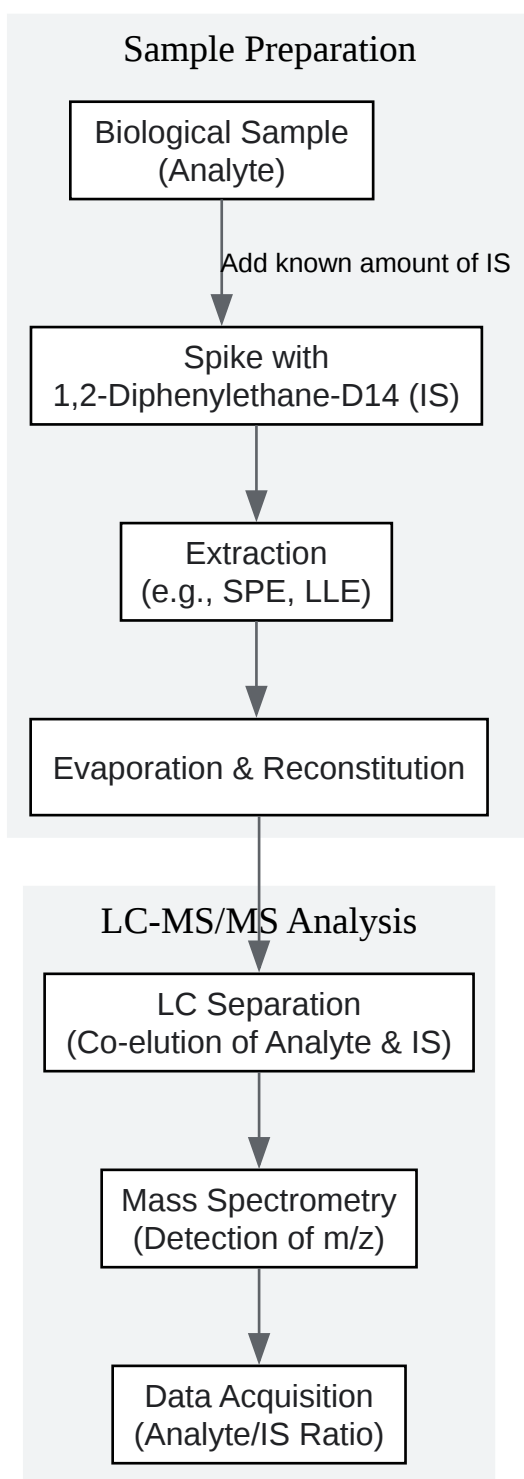 Sample Preparation
Biological Sample
(Analyte)
Add known amount of IS
Spike with
1,2-Diphenylethane-D14 (IS)
Extraction
(e.g., SPE, LLE)
Evaporation & Reconstitution
LC-MS/MS Analysis
LC Separation
(Co-elution of Analyte & IS)
Mass Spectrometry
(Detection of m/z)
Data Acquisition
(Analyte/IS Ratio)